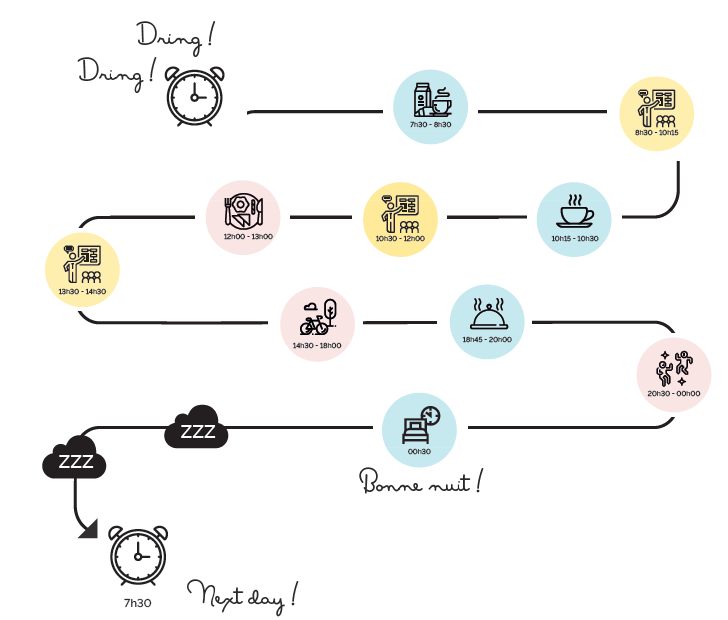 Dring !
Dring !
7h30 - 8h30
8h30 - 10h15
10h15 - 10h30
10h30 - 12h00
12h00 - 13h00
13h30 - 14h30
14h30 - 18h00
18h45 - 20h00
20h30 - 00h00
00h30
Bonne nuit !
ZZZ
ZZZ
7h30
Next day !